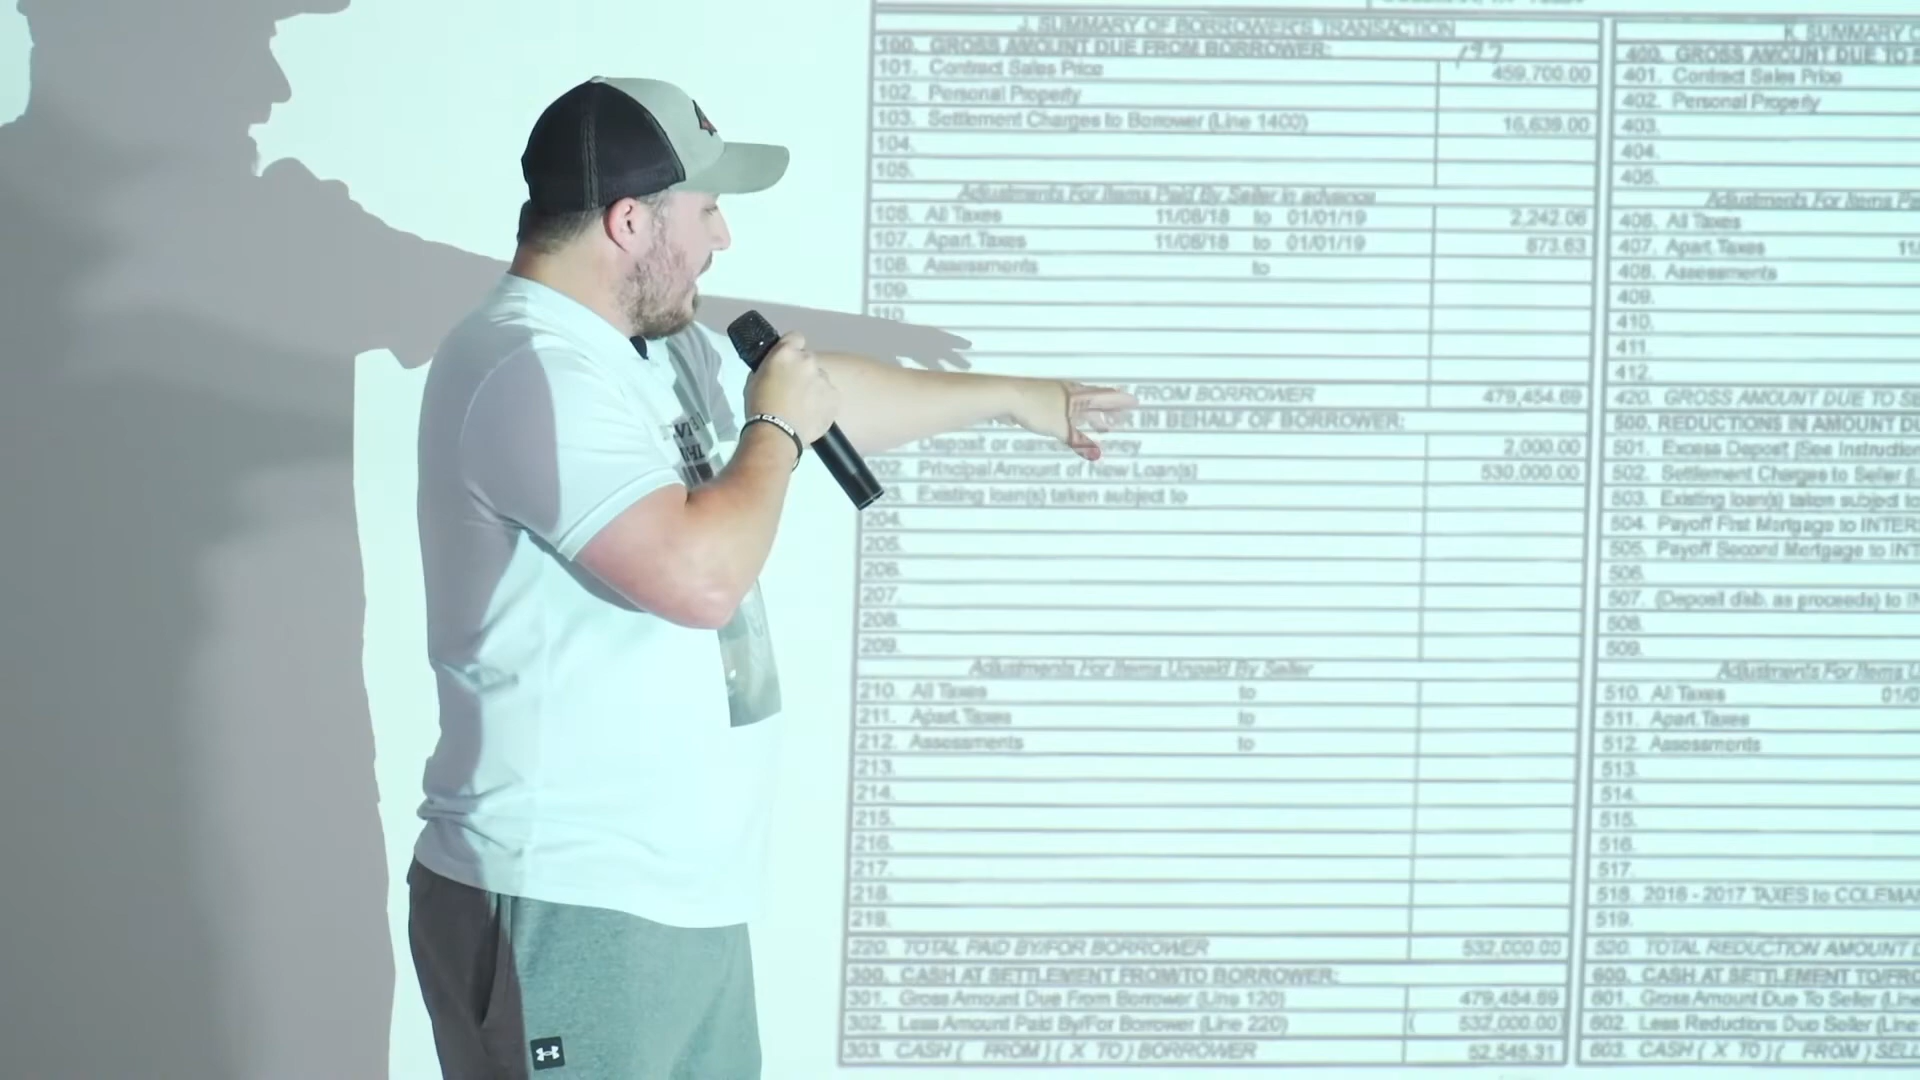 J. SUMMARY OF BORROWER'S TRANSACTION
100. GROSS AMOUNT DUE FROM BORROWER:
101. Contract Sales Price 459,700.00
102. Personal Property
103. Settlement Charges to Borrower (Line 1400) 16,639.00
104.
105.
Adjustments For Items Paid By Seller in advance
106. All Taxes 11/08/18 to 01/01/19 2,242.06
107. Apart.Taxes 11/08/18 to 01/01/19 873.63
108. Assessments to
109.
110.
FROM BORROWER 479,454.69
IN BEHALF OF BORROWER:
Deposit or 2,000.00
202. Principal Amount of New Loan(s) 530,000.00
Existing loan(s) taken subject to
204.
205.
206.
207.
208.
209.
Adjustments For Items Unpaid By Seller
210. All Taxes to
211. Apart.Taxes to
212. Assessments to
213.
214.
215.
216.
217.
218.
219.
220. TOTAL PAID BY/FOR BORROWER 532,000.00
300. CASH AT SETTLEMENT FROM/TO BORROWER:
301. Gross Amount Due From Borrower (Line 120) 479,454.69
302. Less Amount Paid By/For Borrower (Line 220) ( 532,000.00
303. CASH ( FROM ) ( X TO ) BORROWER 52,545.31
K. SUMMARY
400. GROSS AMOUNT DUE TO
401. Contract Sales Price
402. Personal Property
403.
404.
405.
Adjustments For Items
406. All Taxes
407. Apart.Taxes
408. Assessments
409.
410.
411.
412.
420. GROSS AMOUNT DUE TO
500. REDUCTIONS IN AMOUNT
501. Excess Deposit (See
502. Settlement Charges to Seller
503. Existing loan(s) taken subject to
504. Payoff First Mortgage to
505. Payoff Second Mortgage to
506.
507. (Deposit disb. as proceeds) to
508.
509.
Adjustments For Items
510. All Taxes
511. Apart.Taxes
512. Assessments
513.
514.
515.
516.
517.
518. 2016 - 2017 TAXES to
519.
520. TOTAL REDUCTION AMOUNT
600. CASH AT SETTLEMENT
601. Gross Amount Due To Seller
602. Less Reductions Due Seller
603. CASH ( X TO ) ( FROM )